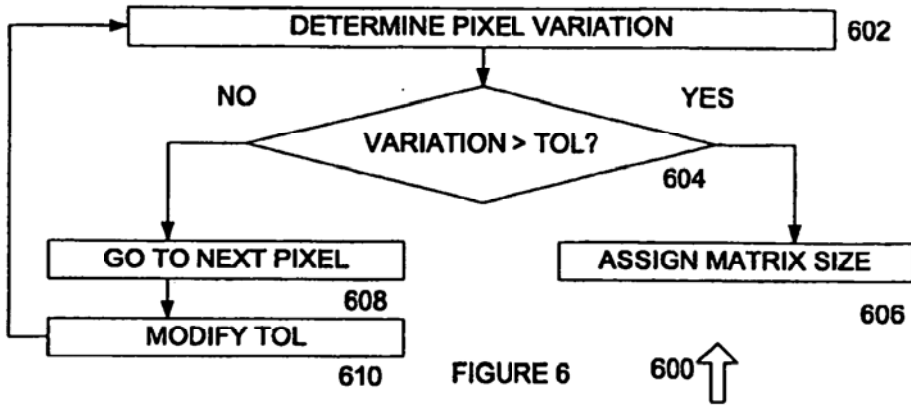 DETERMINE PIXEL VARIATION
602
NO
YES
VARIATION > TOL?
604
GO TO NEXT PIXEL
ASSIGN MATRIX SIZE
608
606
MODIFY TOL
610
FIGURE 6
600